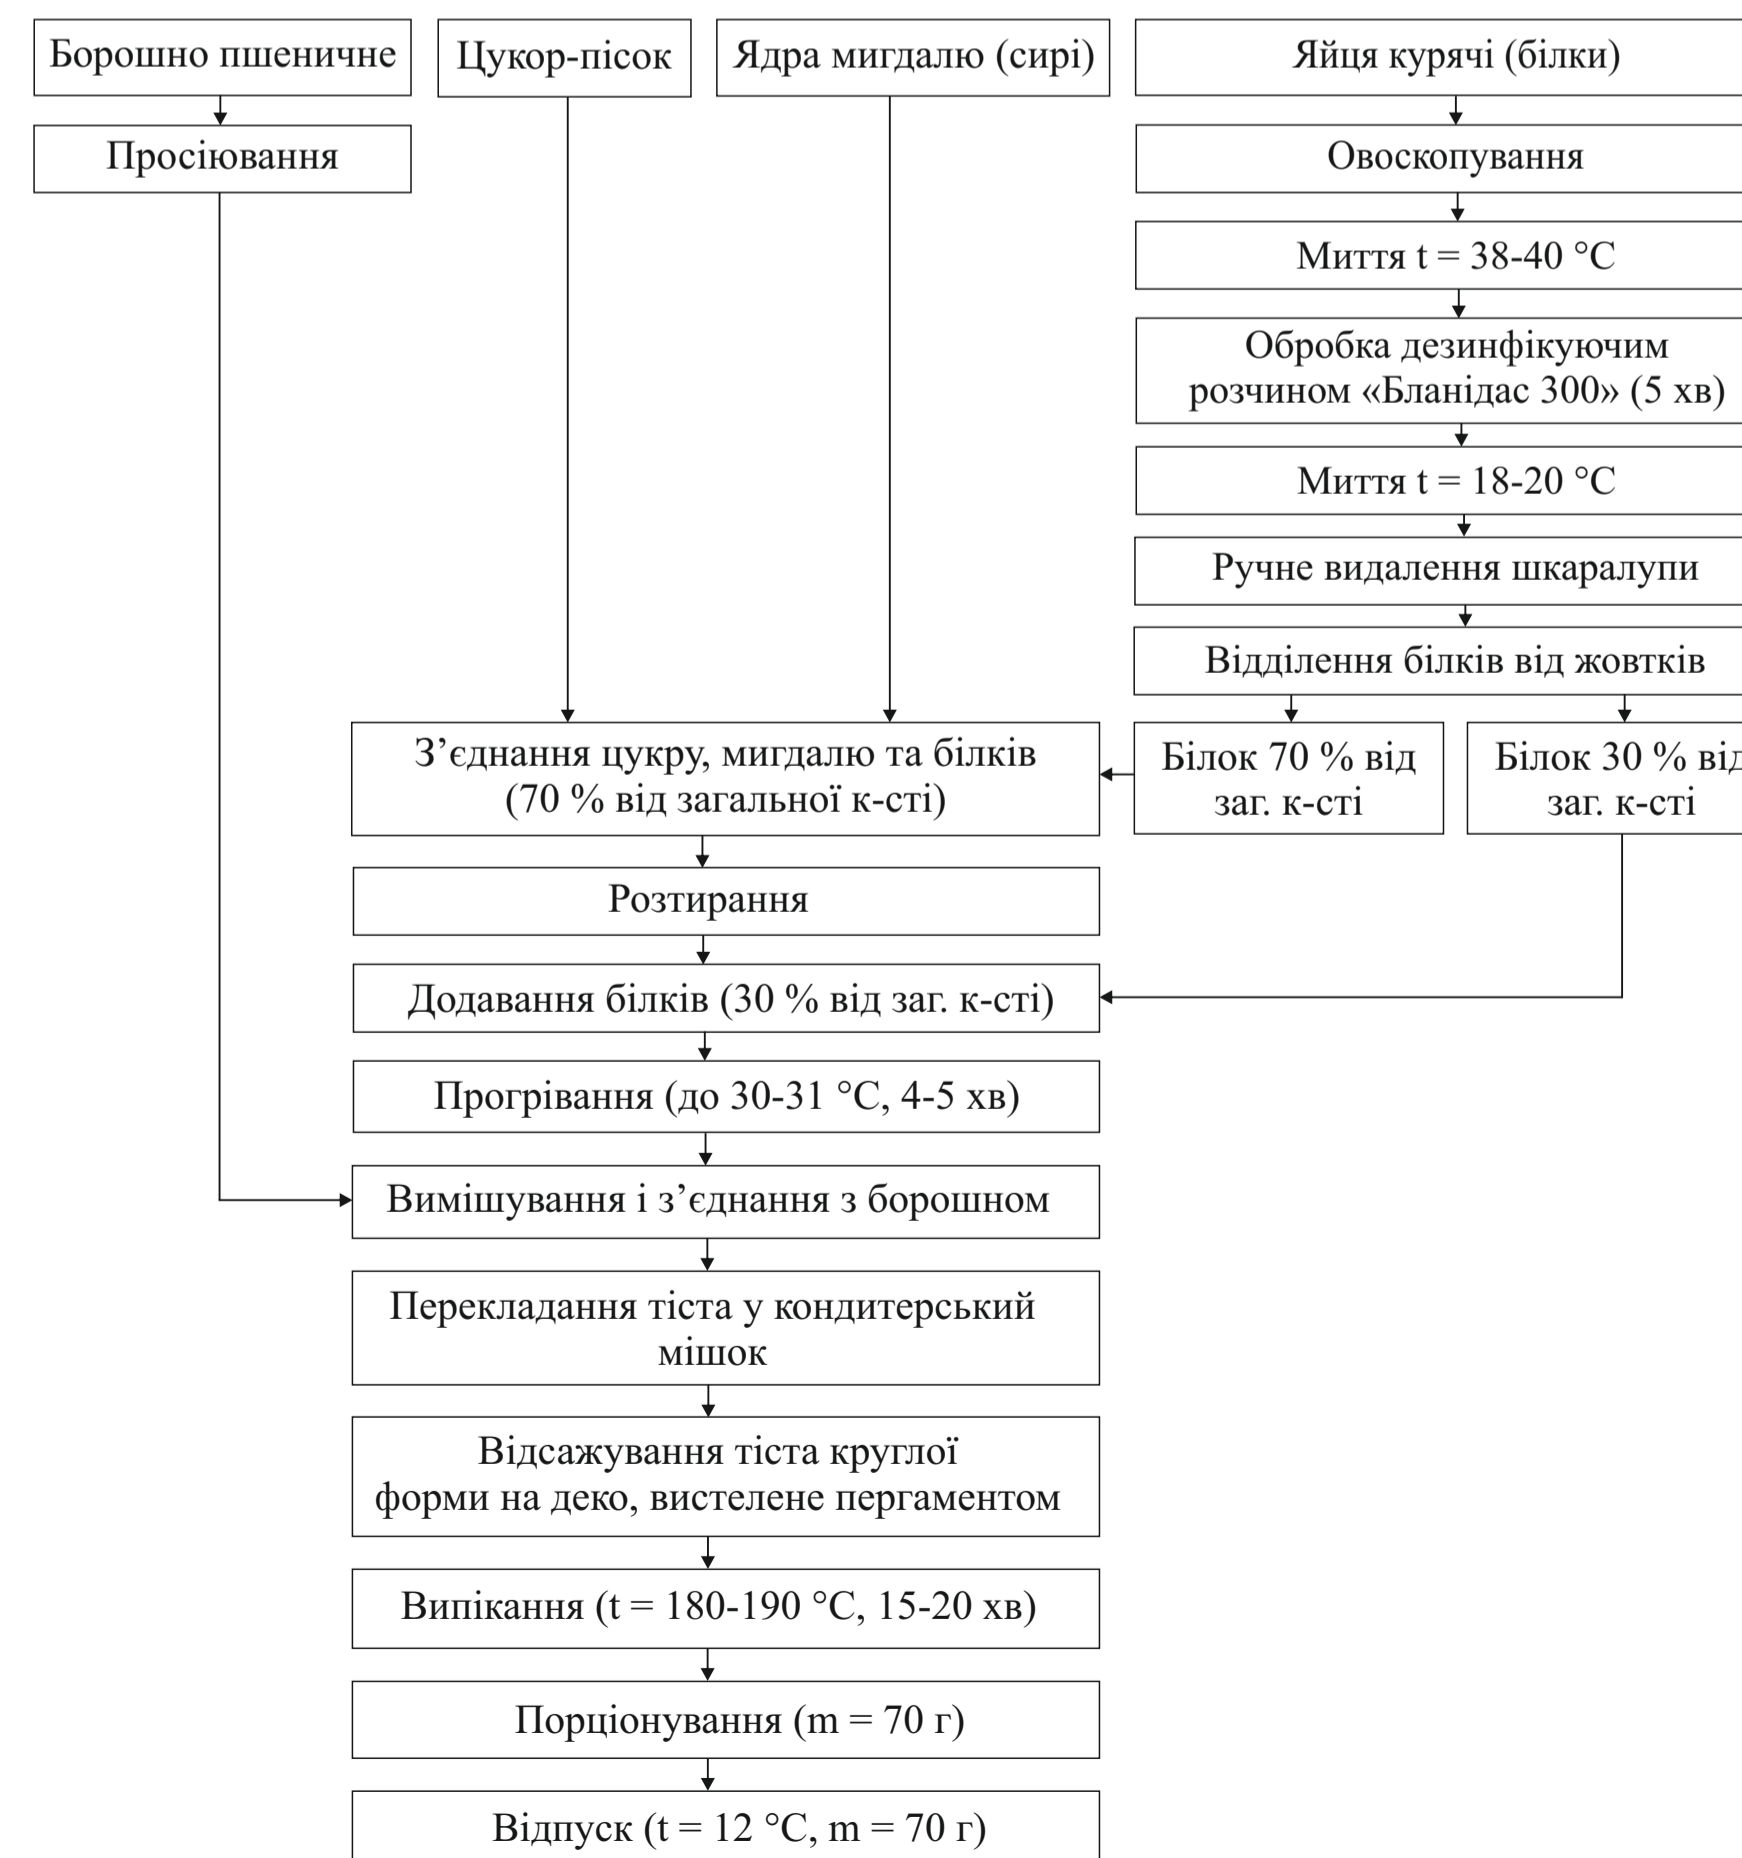 Борошно пшеничне
Цукор-пісок
Ядра мигдалю (сирі)
Яйця курячі (білки)
Просіювання
Овоскопування
Миття t = 38-40 °C
Обробка дезинфікуючим
розчином «Бланідас 300» (5 хв)
Миття t = 18-20 °C
Ручне видалення шкаралупи
Відділення білків від жовтків
З’єднання цукру, мигдалю та білків
(70 % від загальної к-сті)
Білок 70 % від
заг. к-сті
Білок 30 % від
заг. к-сті
Розтирання
Додавання білків (30 % від заг. к-сті)
Прогрівання (до 30-31 °C, 4-5 хв)
Вимішування і з’єднання з борошном
Перекладання тіста у кондитерський
мішок
Відсажування тіста круглої
форми на деко, вистелене пергаментом
Випікання (t = 180-190 °C, 15-20 хв)
Порціонування (m = 70 г)
Відпуск (t = 12 °C, m = 70 г)